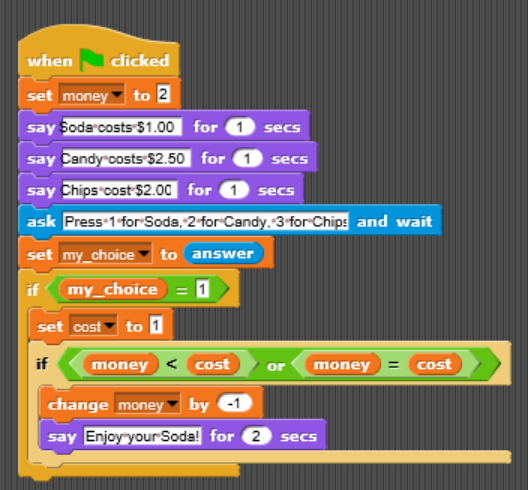 when clicked
set money to 2
say Soda costs $1.00 for 1 secs
say Candy costs $2.50 for 1 secs
say Chips cost $2.00 for 1 secs
ask Press 1 for Soda, 2 for Candy, 3 for Chips and wait
set my_choice to answer
if my_choice = 1
set cost to 1
if money < cost or money = cost
change money by -1
say Enjoy your Soda! for 2 secs